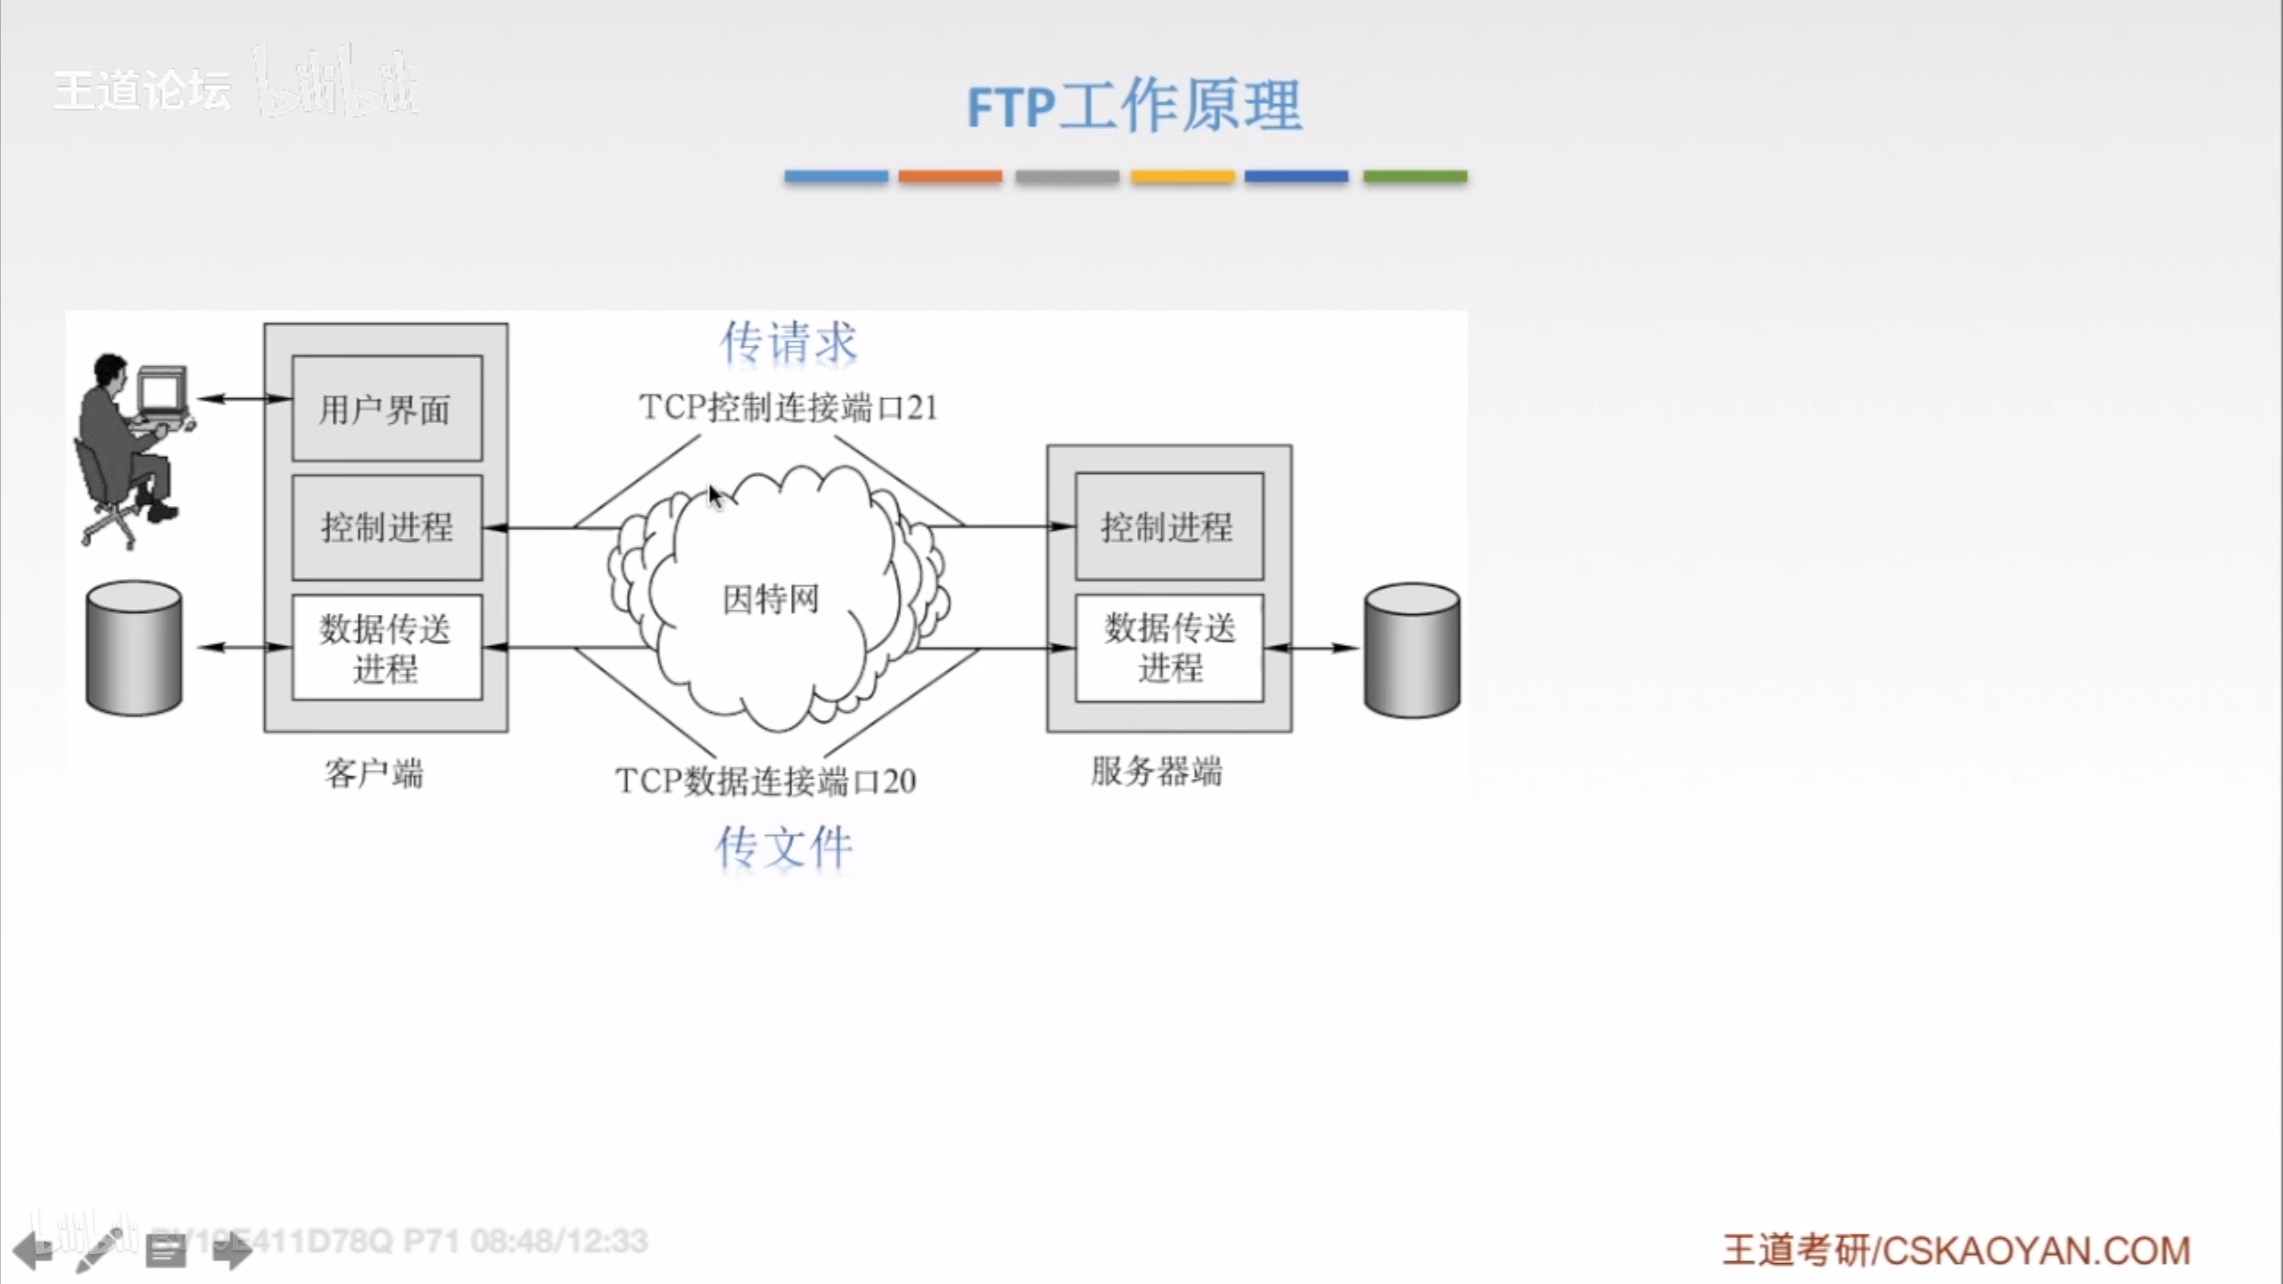 王道论坛 bilibili
FTP工作原理
传请求
TCP控制连接端口21
用户界面
控制进程
控制进程
因特网
数据传送
进程
数据传送
进程
客户端
服务器端
TCP数据连接端口20
传文件
bilibili BV19E411D78Q P71 08:48/12:33
王道考研/CSKAOYAN.COM